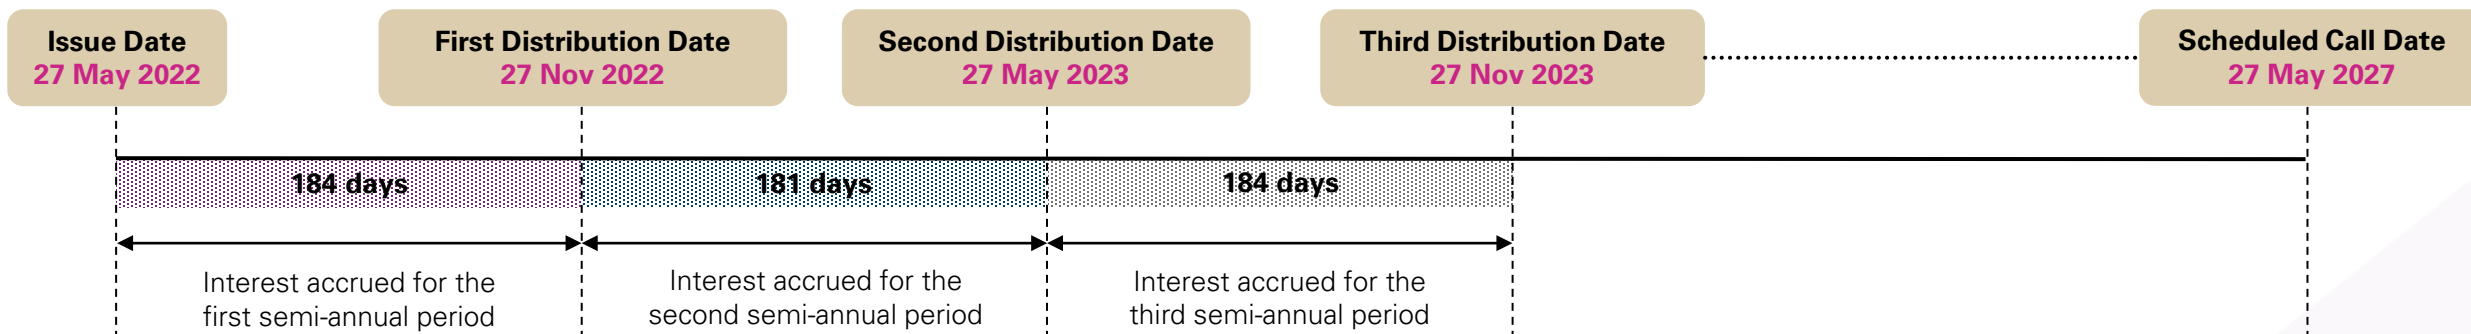 Issue Date
27 May 2022
First Distribution Date
27 Nov 2022
Second Distribution Date
27 May 2023
Third Distribution Date
27 Nov 2023
Scheduled Call Date
27 May 2027
184 days
181 days
184 days
Interest accrued for the
first semi-annual period
Interest accrued for the
second semi-annual period
Interest accrued for the
third semi-annual period